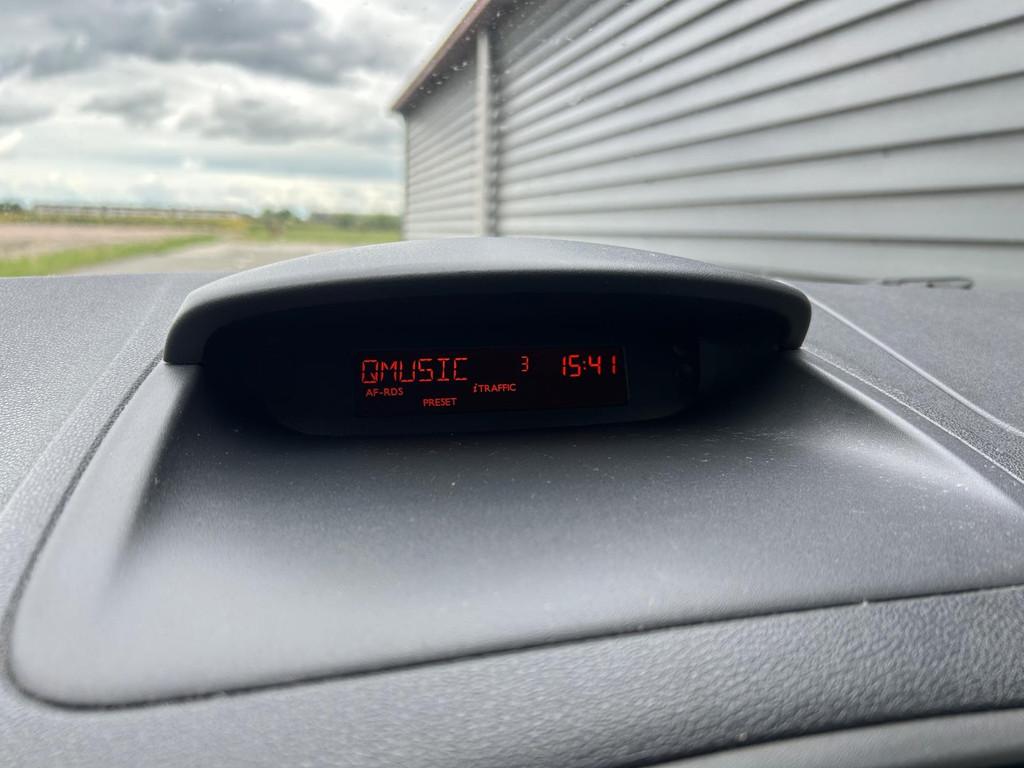 QMUSIC 3 15:41
AF-RDS i TRAFFIC
PRESET